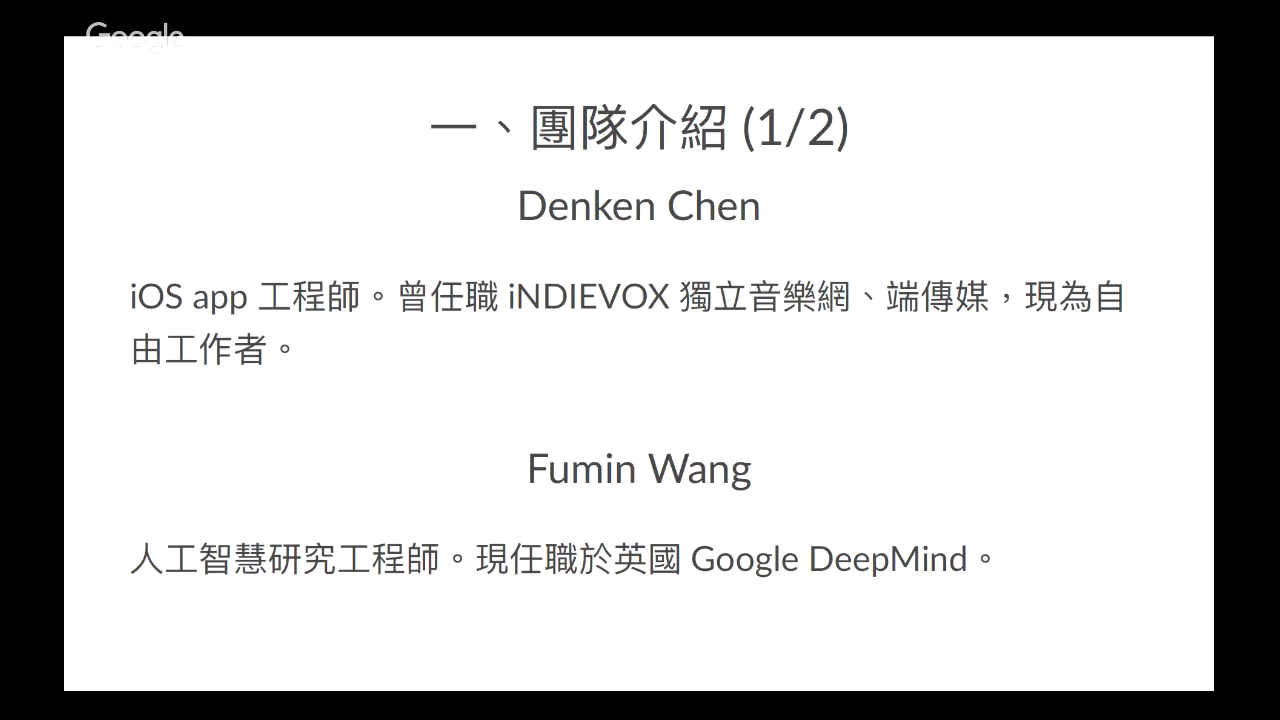 Google
一、團隊介紹 (1/2)
Denken Chen
iOS app 工程師。曾任職 iNDIEVOX 獨立音樂網、端傳媒，現為自
由工作者。
Fumin Wang
人工智慧研究工程師。現任職於英國 Google DeepMind。